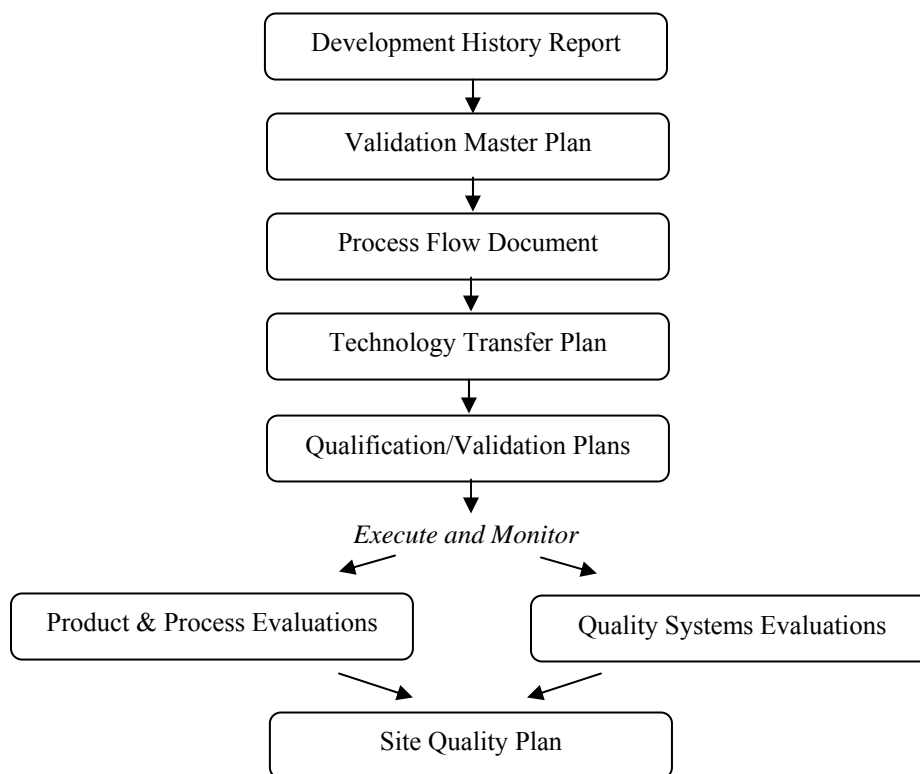 Development History Report
Validation Master Plan
Process Flow Document
Technology Transfer Plan
Qualification/Validation Plans
Execute and Monitor
Product & Process Evaluations
Quality Systems Evaluations
Site Quality Plan